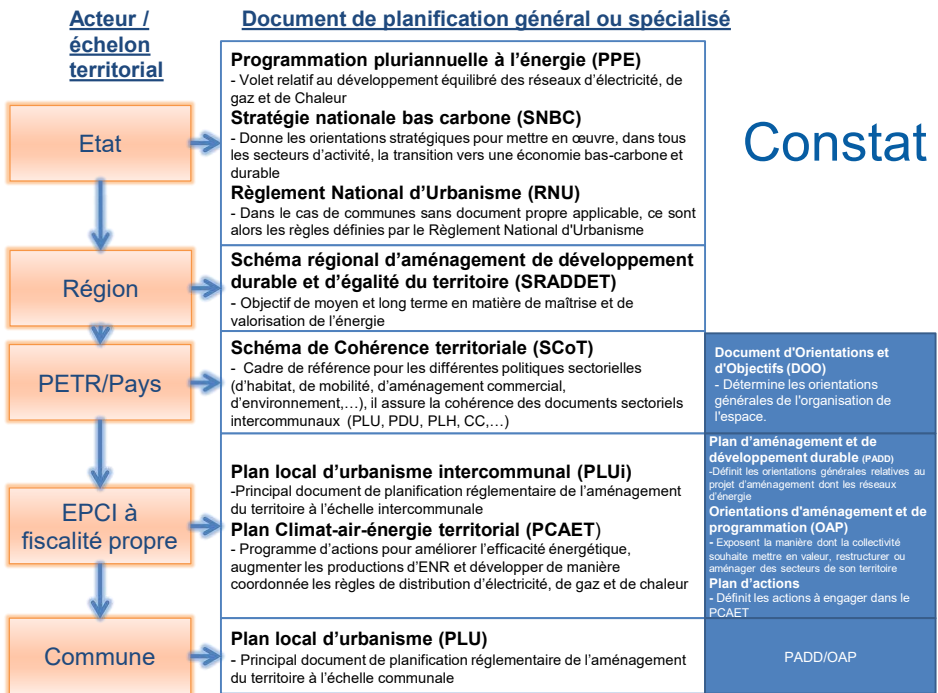 Acteur /
échelon
territorial
Document de planification général ou spécialisé
Constat
Etat
Programmation pluriannuelle à l'énergie (PPE)
- Volet relatif au développement équilibré des réseaux d'électricité, de
gaz et de Chaleur
Stratégie nationale bas carbone (SNBC)
- Donne les orientations stratégiques pour mettre en œuvre, dans tous
les secteurs d'activité, la transition vers une économie bas-carbone et
durable
Règlement National d'Urbanisme (RNU)
- Dans le cas de communes sans document propre applicable, ce sont
alors les règles définies par le Règlement National d'Urbanisme
Région
Schéma régional d'aménagement de développement
durable et d'égalité du territoire (SRADDET)
- Objectif de moyen et long terme en matière de maîtrise et de
valorisation de l'énergie
PETR/Pays
Schéma de Cohérence territoriale (SCoT)
- Cadre de référence pour les différentes politiques sectorielles
(d'habitat, de mobilité, d'aménagement commercial,
d'environnement,…), il assure la cohérence des documents sectoriels
intercommunaux (PLU, PDU, PLH, CC,…)
Document d'Orientations et
d'Objectifs (DOO)
- Détermine les orientations
générales de l'organisation de
l'espace.
EPCI à
fiscalité propre
Plan local d'urbanisme intercommunal (PLUi)
-Principal document de planification réglementaire de l'aménagement
du territoire à l'échelle intercommunale
Plan Climat-air-énergie territorial (PCAET)
- Programme d'actions pour améliorer l'efficacité énergétique,
augmenter les productions d'ENR et développer de manière
coordonnée les règles de distribution d'électricité, de gaz et de chaleur
Plan d'aménagement et de
développement durable (PADD)
-Définit les orientations générales relatives au
projet d'aménagement dont les réseaux
d'énergie
Orientations d'aménagement et de
programmation (OAP)
- Exposent la manière dont la collectivité
souhaite mettre en valeur, restructurer ou
aménager des secteurs de son territoire
Plan d'actions
- Définit les actions à engager dans le
PCAET
Commune
Plan local d'urbanisme (PLU)
- Principal document de planification réglementaire de l'aménagement
du territoire à l'échelle communale
PADD/OAP